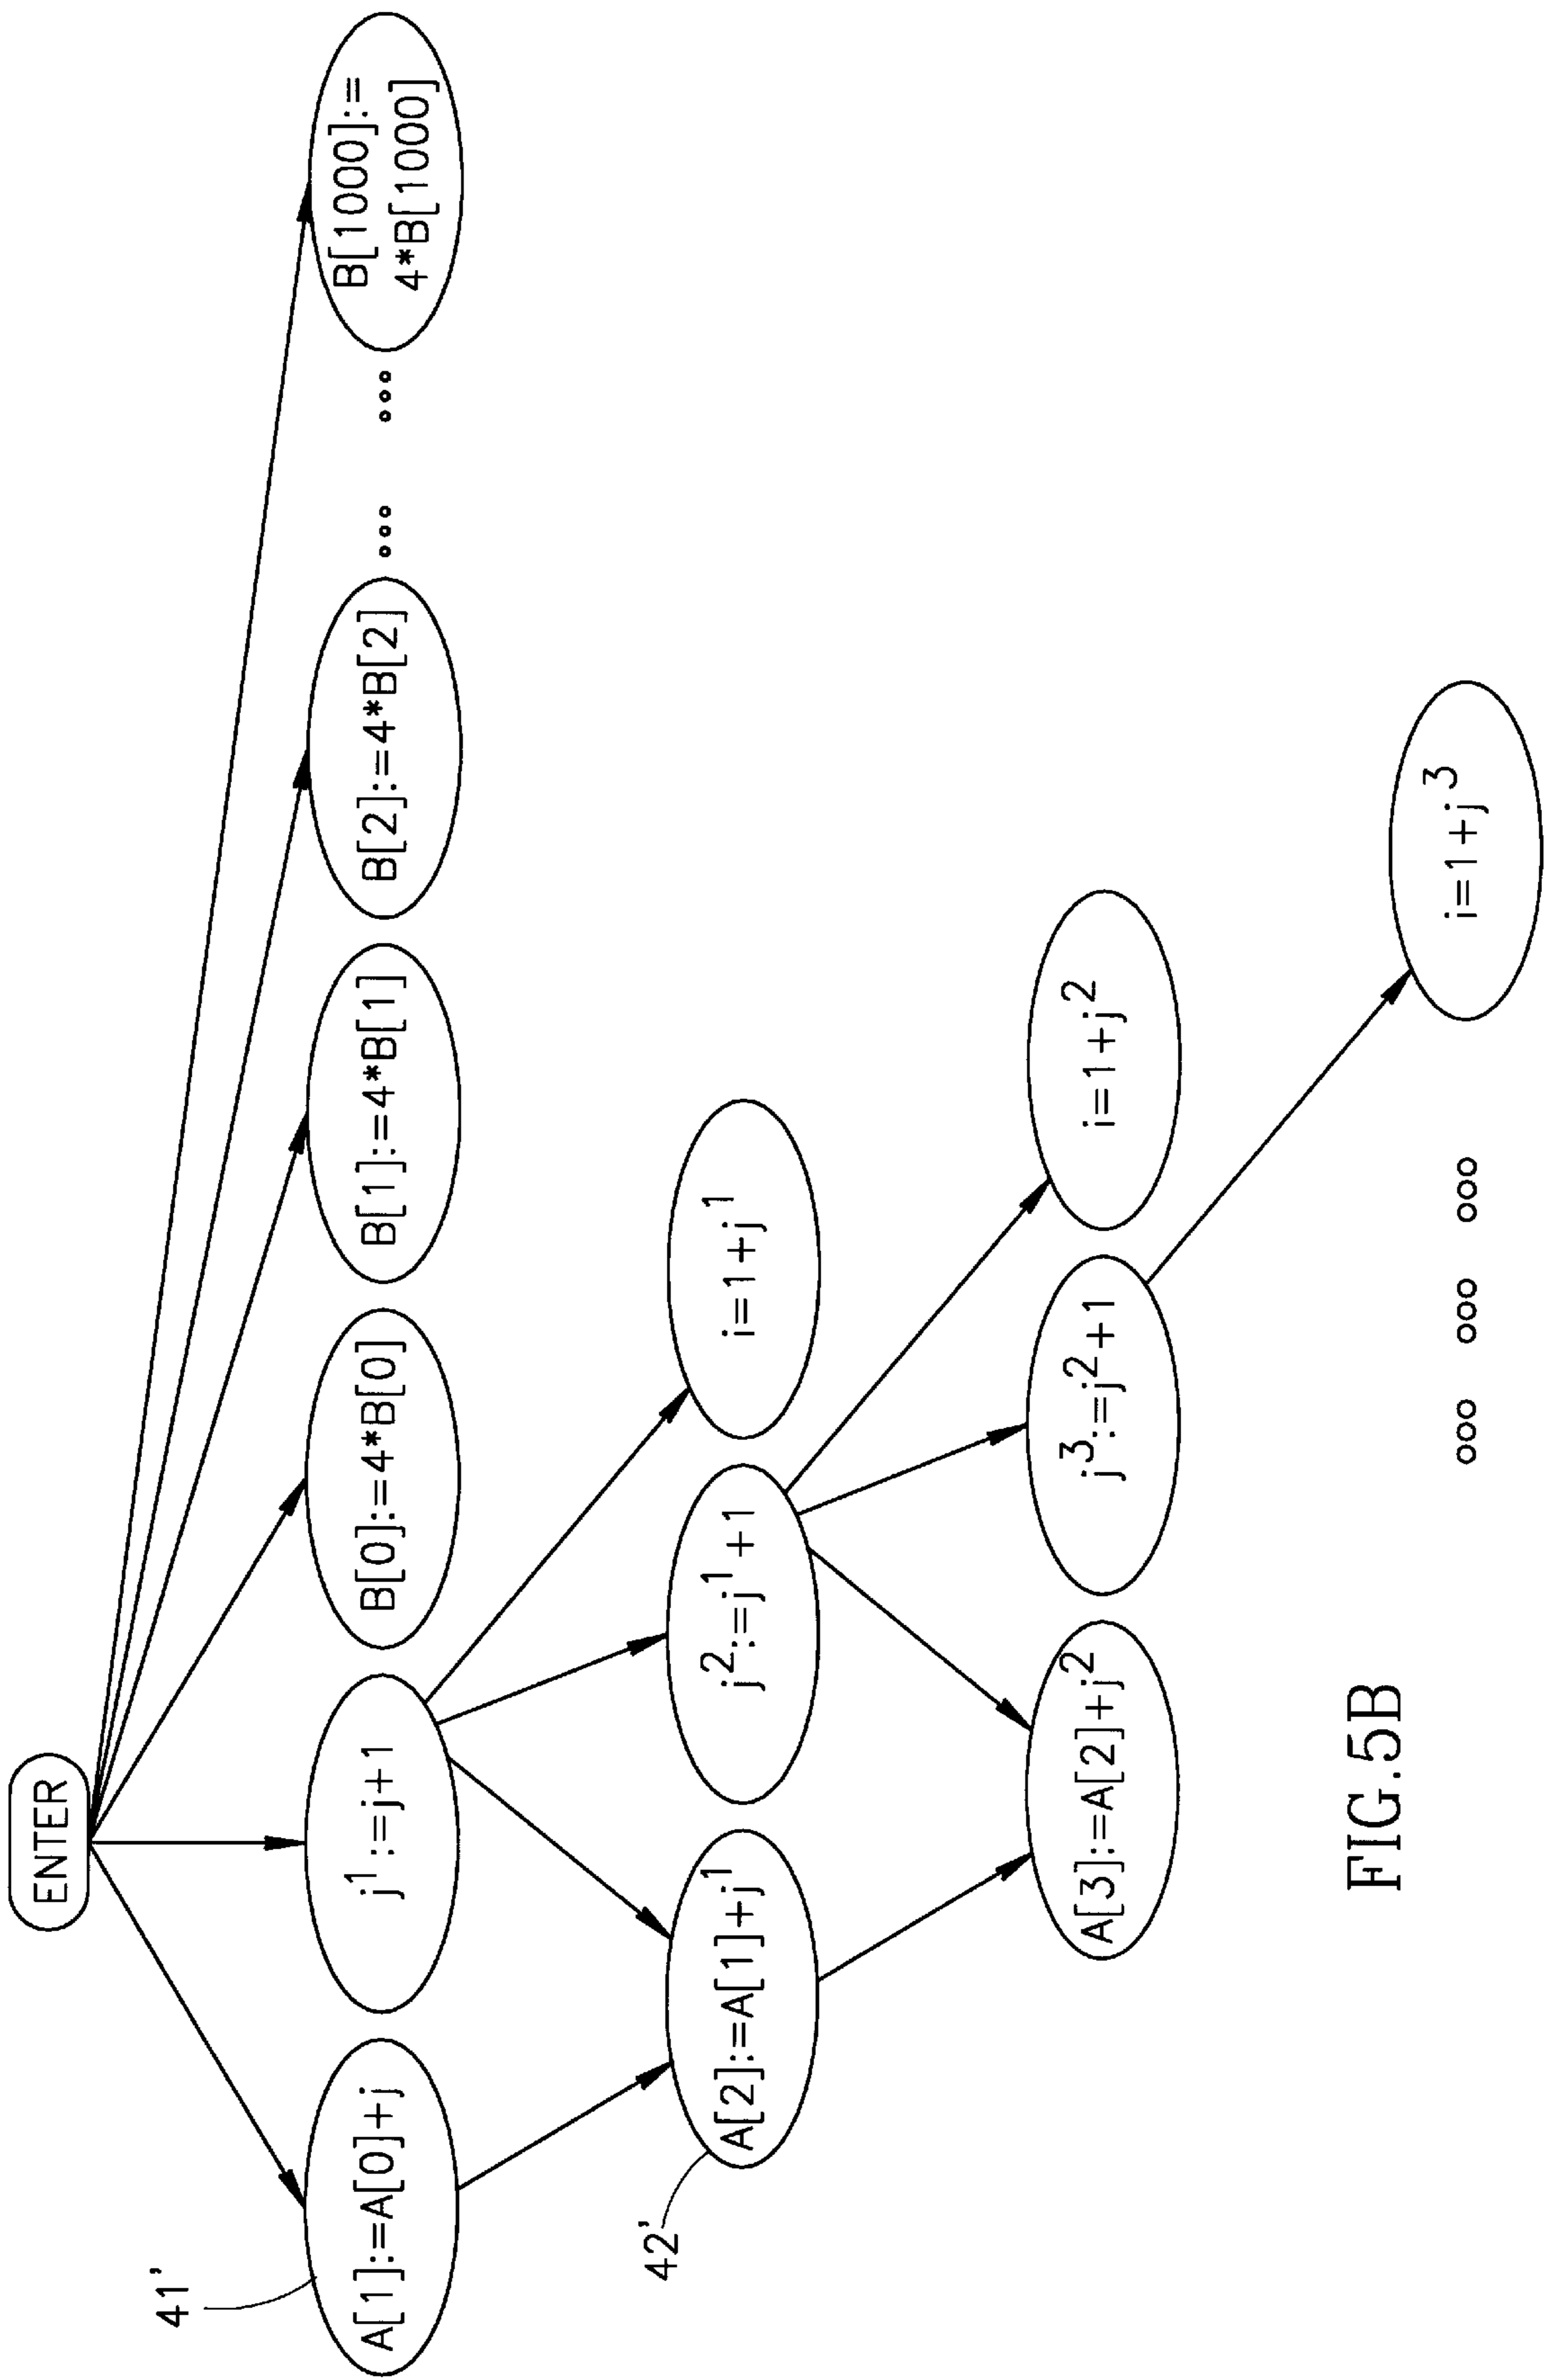 ENTER
41'
A[1]:=A[0]+j
j¹:=j+1
B[0]:=4*B[0]
B[1]:=4*B[1]
B[2]:=4*B[2]
B[1000]:=
4*B[1000]
42'
A[2]:=A[1]+j¹
j²:=j¹+1
i=1+j¹
A[3]:=A[2]+j²
j³:=j²+1
i=1+j²
i=1+j³
FIG.5B